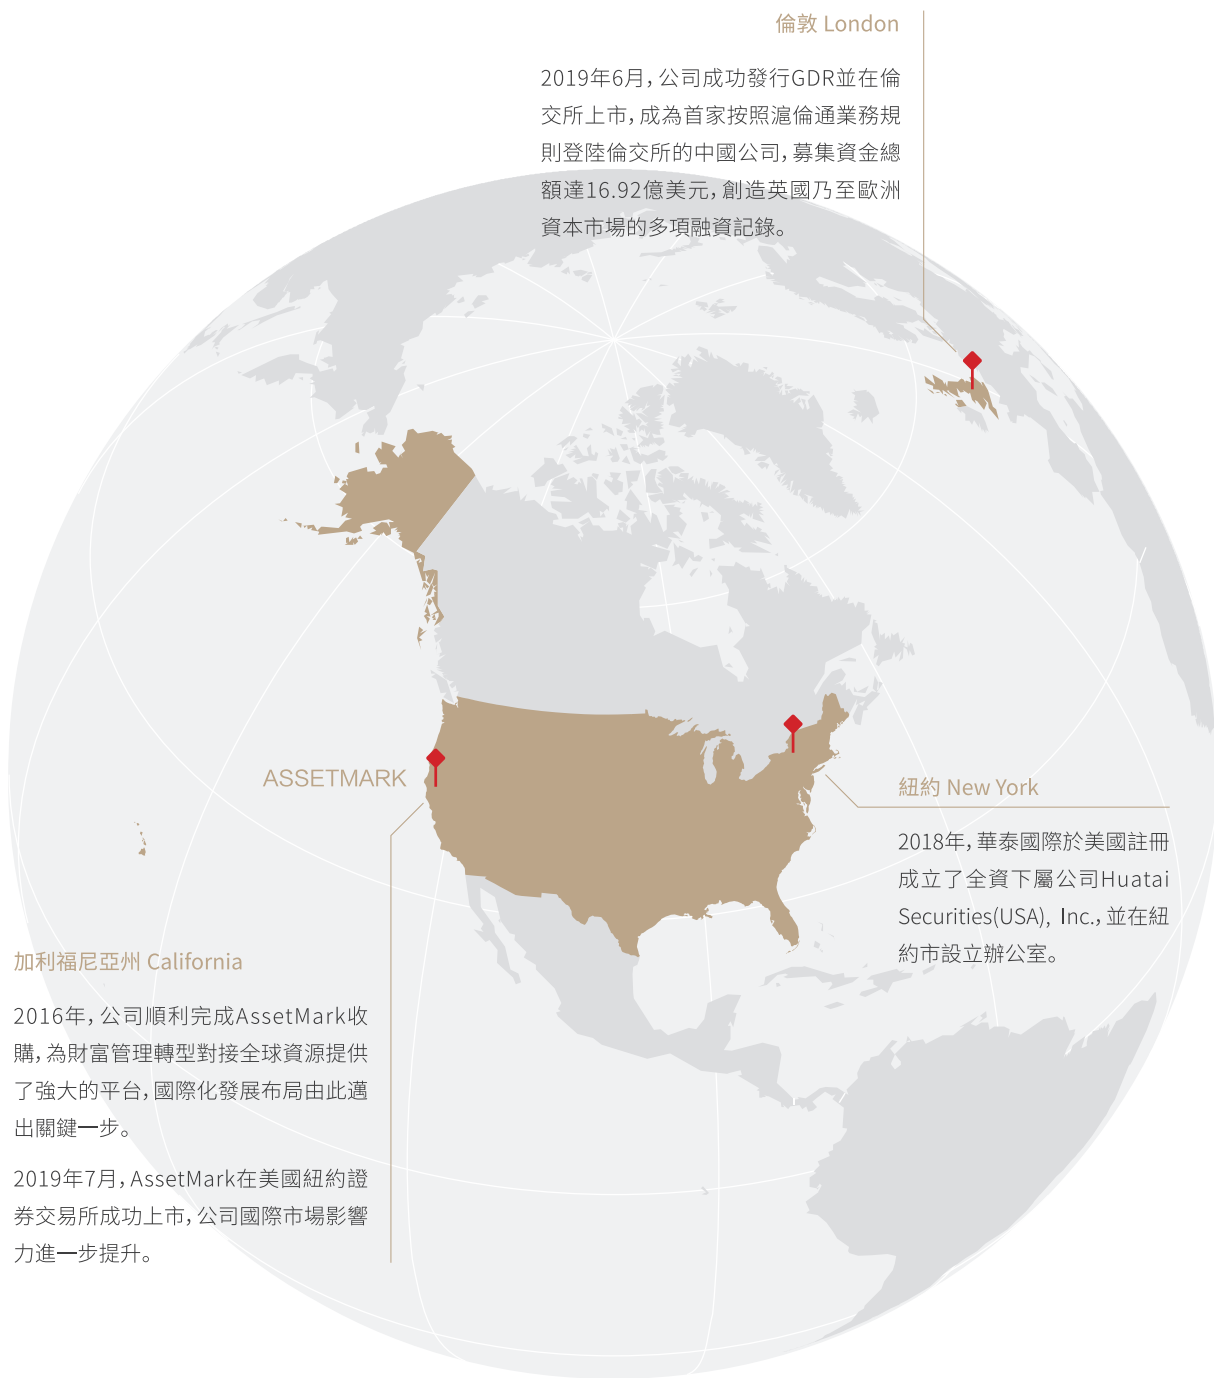 倫敦 London
2019年6月，公司成功發行GDR並在倫
交所上市，成為首家按照滬倫通業務規
則登陸倫交所的中國公司，募集資金總
額達16.92億美元，創造英國乃至歐洲
資本市場的多項融資記錄。
ASSETMARK
紐約 New York
2018年，華泰國際於美國註冊
成立了全資下屬公司Huatai
Securities(USA), Inc.，並在紐
約市設立辦公室。
加利福尼亞州 California
2016年，公司順利完成AssetMark收
購，為財富管理轉型對接全球資源提供
了強大的平台，國際化發展布局由此邁
出關鍵一步。
2019年7月，AssetMark在美國紐約證
券交易所成功上市，公司國際市場影響
力進一步提升。